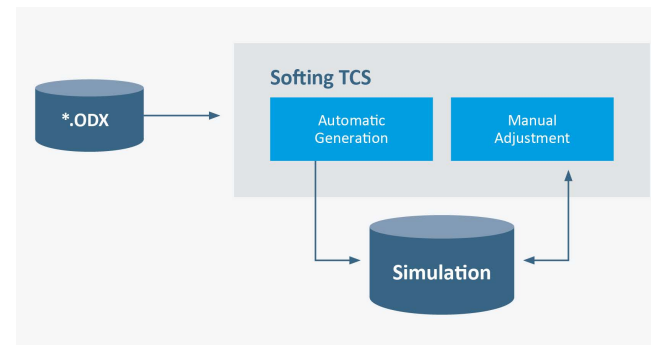 Softing TCS
*.ODX
Automatic
Generation
Manual
Adjustment
Simulation